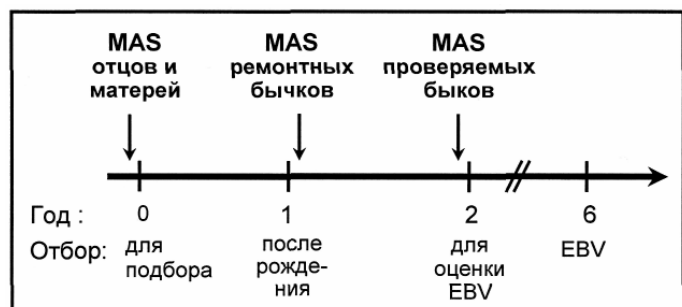 MAS
отцов и
матерей
MAS
ремонтных
бычков
MAS
проверяемых
быков
Год : 0 1 2 6
Отбор: для
подбора
после
рожде-
ния
для
оценки
EBV
EBV